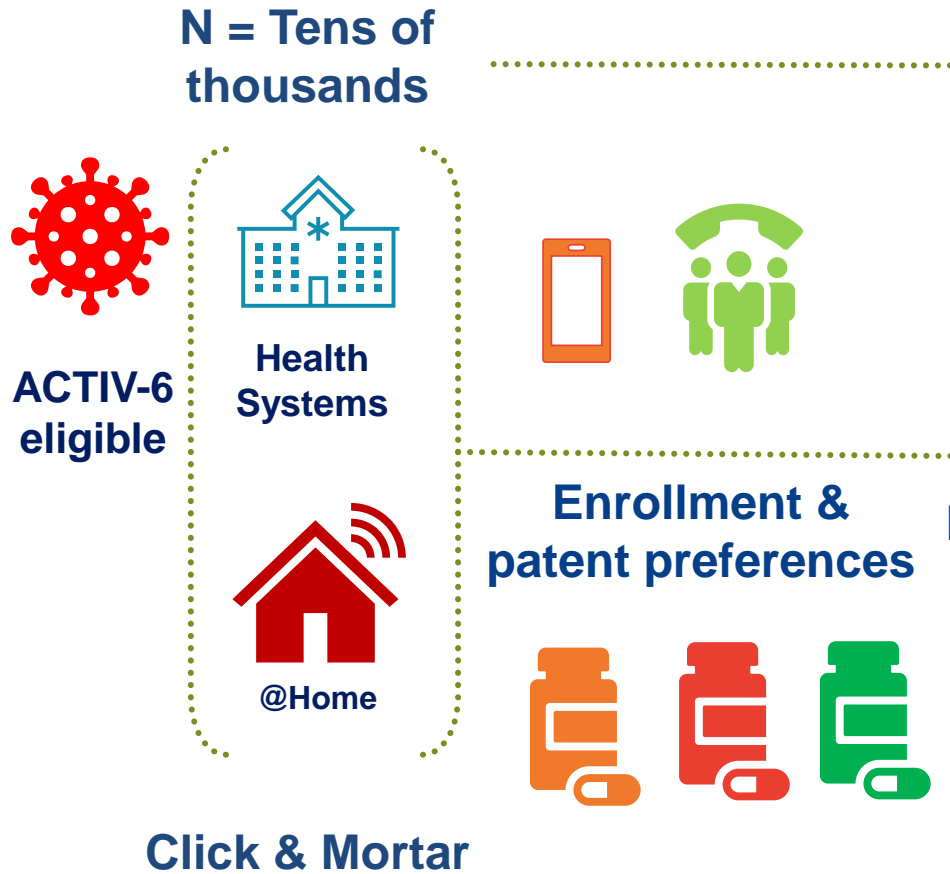 N = Tens of
thousands
ACTIV-6
eligible
Health
Systems
@Home
Enrollment &
patent preferences
Click & Mortar